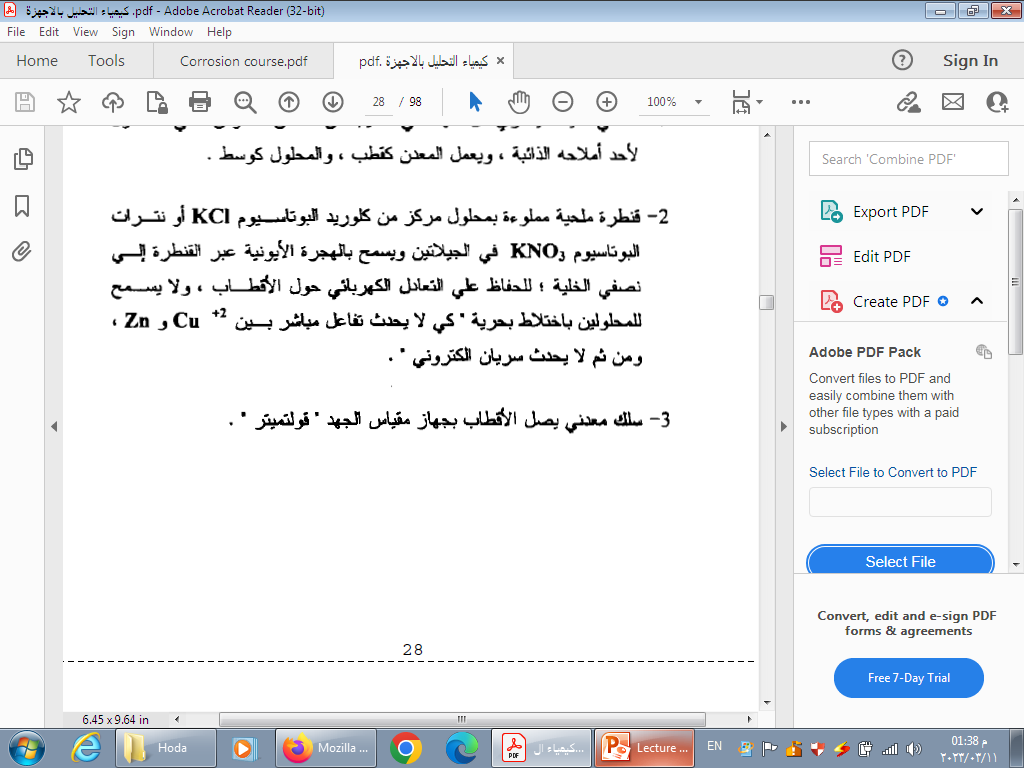 كيمياء التحليل بالاجهزة .pdf - Adobe Acrobat Reader (32-bit)
File Edit View Sign Window Help
Home Tools Corrosion course.pdf كيمياء التحليل بالاجهزة .pdf Sign In
28 / 98 100%
لأحد أملاحه الذائبة ، ويعمل المعدن كقطب ، والمحلول كوسط .
2- قنطرة ملحية مملوءة بمحلول مركز من كلوريد البوتاسيوم KCl أو نترات
البوتاسيوم KNO₃ في الجيلاتين ويسمح بالهجرة الأيونية عبر القنطرة إلي
نصفي الخلية ؛ للحفاظ علي التعادل الكهربائي حول الأقطاب ، ولا يسمح
للمحلولين باختلاط بحرية " كي لا يحدث تفاعل مباشر بين Cu +2 و Zn ،
ومن ثم لا يحدث سريان الكتروني " .
3- سلك معدني يصل الأقطاب بجهاز مقياس الجهد " ڤولتميتر " .
28
6.45 x 9.64 in
Search 'Combine PDF'
Export PDF
Edit PDF
Create PDF
Adobe PDF Pack
Convert files to PDF and
easily combine them with
other file types with a paid
subscription
Select File to Convert to PDF
Select File
Convert, edit and e-sign PDF
forms & agreements
Free 7-Day Trial
Hoda Mozilla ... كيمياء ال... Lecture ... EN 01:38 م
٢٠٢٣/٠٣/١١